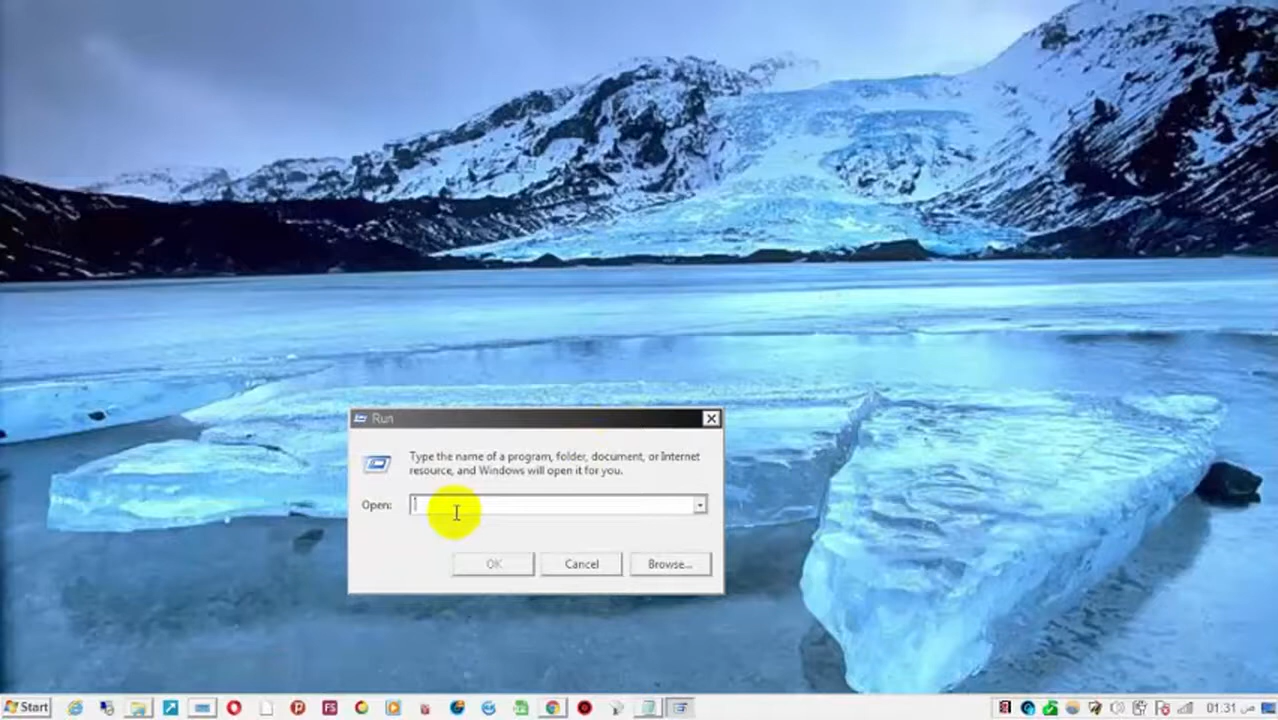 Run
Type the name of a program, folder, document, or Internet
resource, and Windows will open it for you.
Open:
OK
Cancel
Browse...
Start
FS
01.31 ص